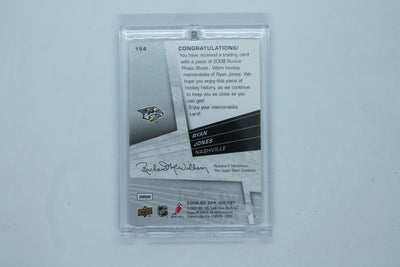 154
CONGRATULATIONS!
You have received a trading card
with a piece of 2008 Rookie
Photo Shoot - Worn hockey
memorabilia of Ryan Jones. We
hope you enjoy this piece of
hockey history, as we continue to
keep you as close as you
can get!
Enjoy your memorabilia
card!
RYAN
JONES
NASHVILLE
Richard P. McWilliam
Richard P. McWilliam
The Upper Deck Company
2008-09 SPX HOCKEY